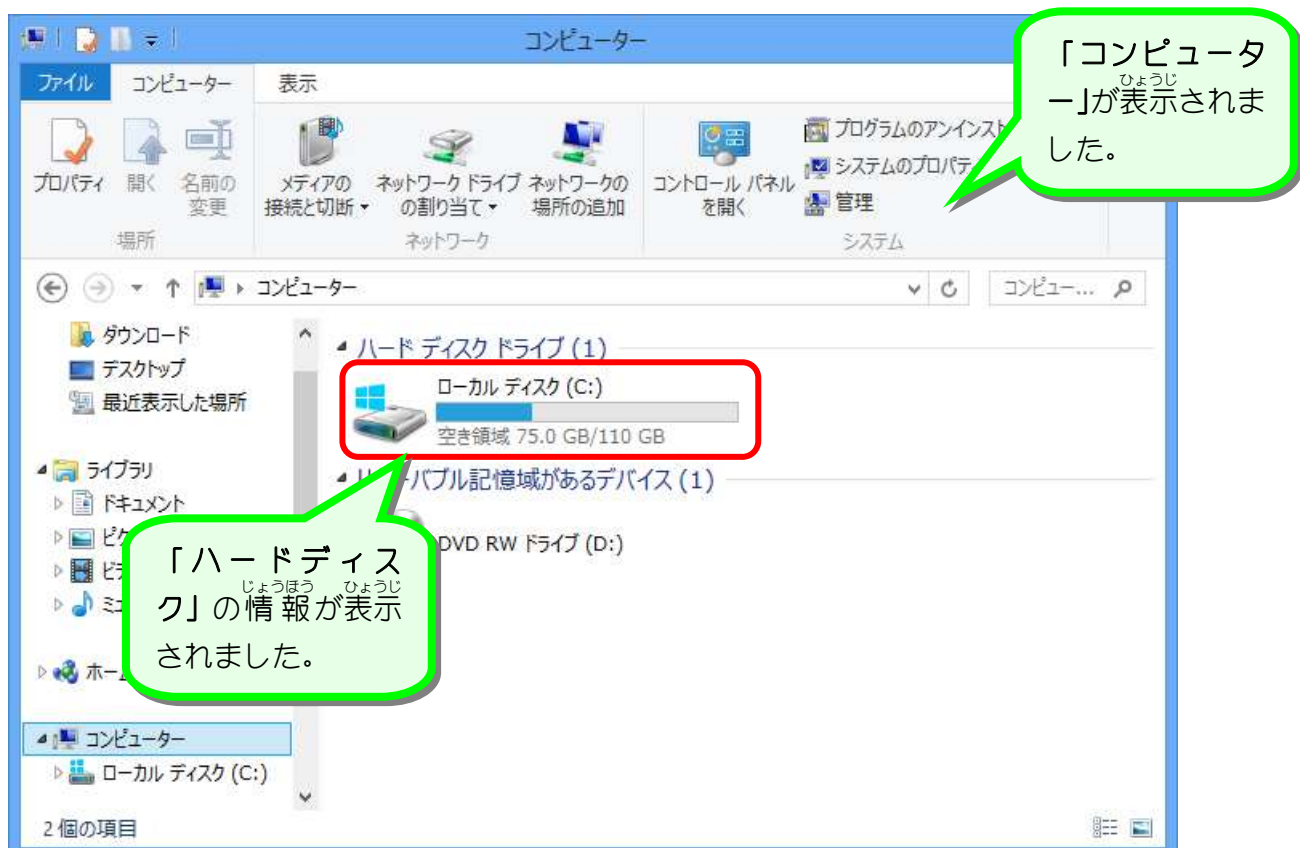 コンピューター
ファイル コンピューター 表示
プロパティ 開く 名前の変更 メディアの接続と切断 ネットワーク ドライブの割り当て ネットワークの場所の追加 コントロール パネルを開く
プログラムのアンインスト
システムのプロパティ
管理
場所 ネットワーク システム
「コンピュータ
ー」が表示されま
ひょうじ
した。
コンピューター コンピュー...
ダウンロード
デスクトップ
最近表示した場所
ライブラリ
ドキュメント
コンピューター
ローカル ディスク (C:)
ハード ディスク ドライブ (1)
ローカル ディスク (C:)
空き領域 75.0 GB/110 GB
バブル記憶域があるデバイス (1)
DVD RW ドライブ (D:)
「ハードディス
じょうほう ひょうじ
ク」の情報が表示
されました。
2 個の項目